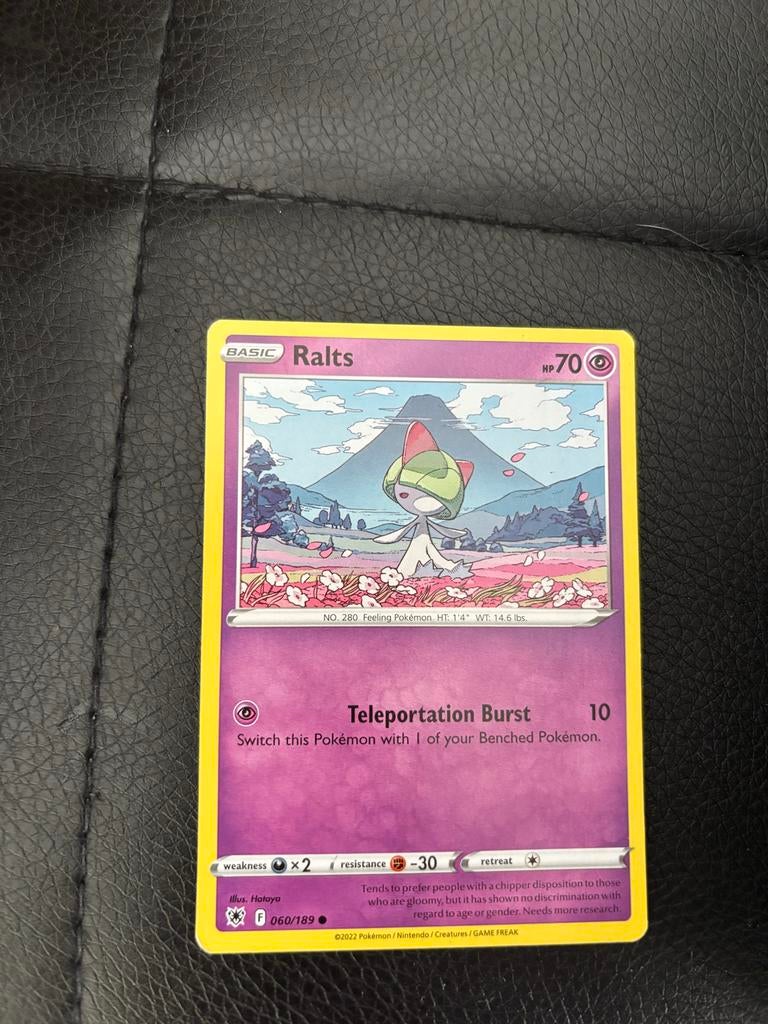 BASIC Ralts HP 70
NO. 280 Feeling Pokémon. HT: 1'4" WT: 14.6 lbs.
Teleportation Burst 10
Switch this Pokémon with 1 of your Benched Pokémon.
weakness ×2 resistance -30 retreat
Illus. Hataya
Tends to prefer people with a chipper disposition to those
who are gloomy, but it has shown no discrimination with
regard to age or gender. Needs more research.
F 060/189
©2022 Pokémon / Nintendo / Creatures / GAME FREAK